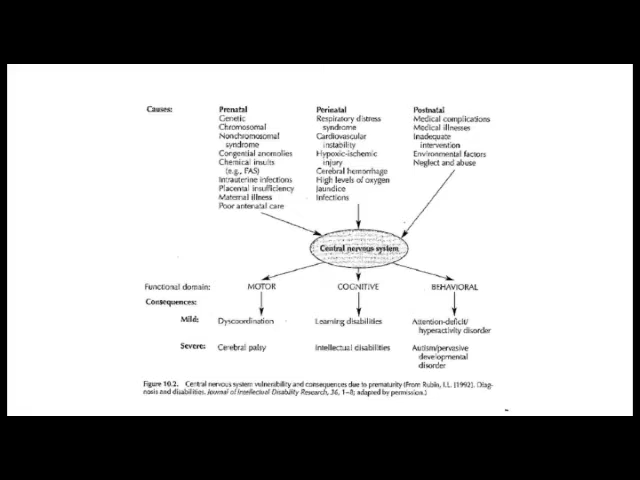 Causes: Prenatal Perinatal Postnatal
Genetic Respiratory distress Medical complications
Chromosomal syndrome Medical illnesses
Nonchromosomal Cardiovascular Inadequate
syndrome instability intervention
Congenital anomolies Hypoxic-ischemic Environmental factors
Chemical insults injury Neglect and abuse
(e.g., FAS) Cerebral hemorrhage
Intrauterine infections High levels of oxygen
Placental insufficiency Jaundice
Maternal illness Infections
Poor antenatal care
Central nervous system
Functional domain: MOTOR COGNITIVE BEHAVIORAL
Consequences:
Mild: Dyscoordination Learning disabilities Attention-deficit/
hyperactivity disorder
Severe: Cerebral palsy Intellectual disabilities Autism/pervasive
developmental
disorder
Figure 10.2. Central nervous system vulnerability and consequences due to prematurity (From Rubin, I.L. [1992]. Diag-
nosis and disabilities. Journal of Intellectual Disability Research, 36, 1–8; adapted by permission.)